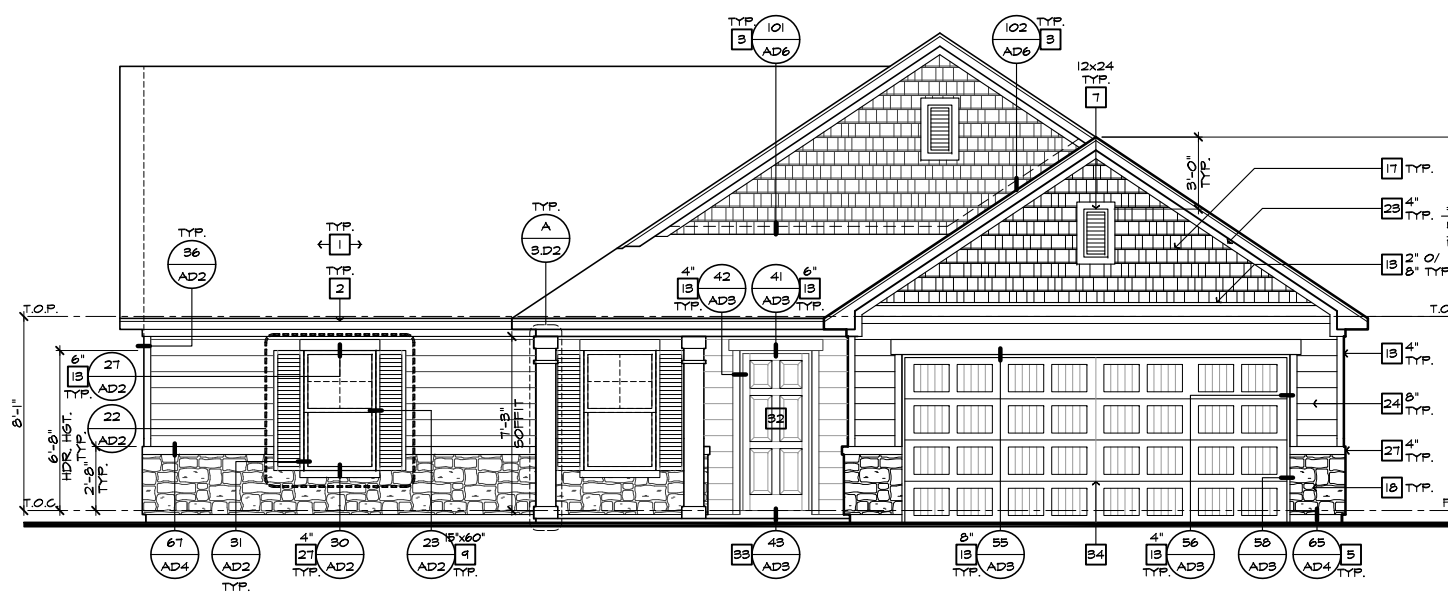 TYP.
3
101
AD6
102
AD6
TYP.
3
12x24
TYP.
7
3'-0"
TYP.
17 TYP.
23 4"
TYP.
13 2" O/
8" TYP
TYP.
1
TYP.
2
TYP.
A
3.D2
TYP.
36
AD2
4"
13
TYP.
42
AD3
41
AD3
6"
13
TYP.
T.O.P.
T.O
8'-1"
6'-8"
HDR. HGT.
2'-8"
TYP.
6"
13
TYP.
27
AD2
22
AD2
7'-3"
SOFFIT
32
13 4"
TYP.
24 8"
TYP.
27 4"
TYP.
18 TYP.
T.O.C.
F
67
AD4
31
AD2
TYP.
4"
27
TYP.
30
AD2
23
AD2
15"x60"
9
TYP.
33
43
AD3
8"
13
TYP.
55
AD3
34
4"
13
TYP.
56
AD3
58
AD3
65
AD4
5
TYP.